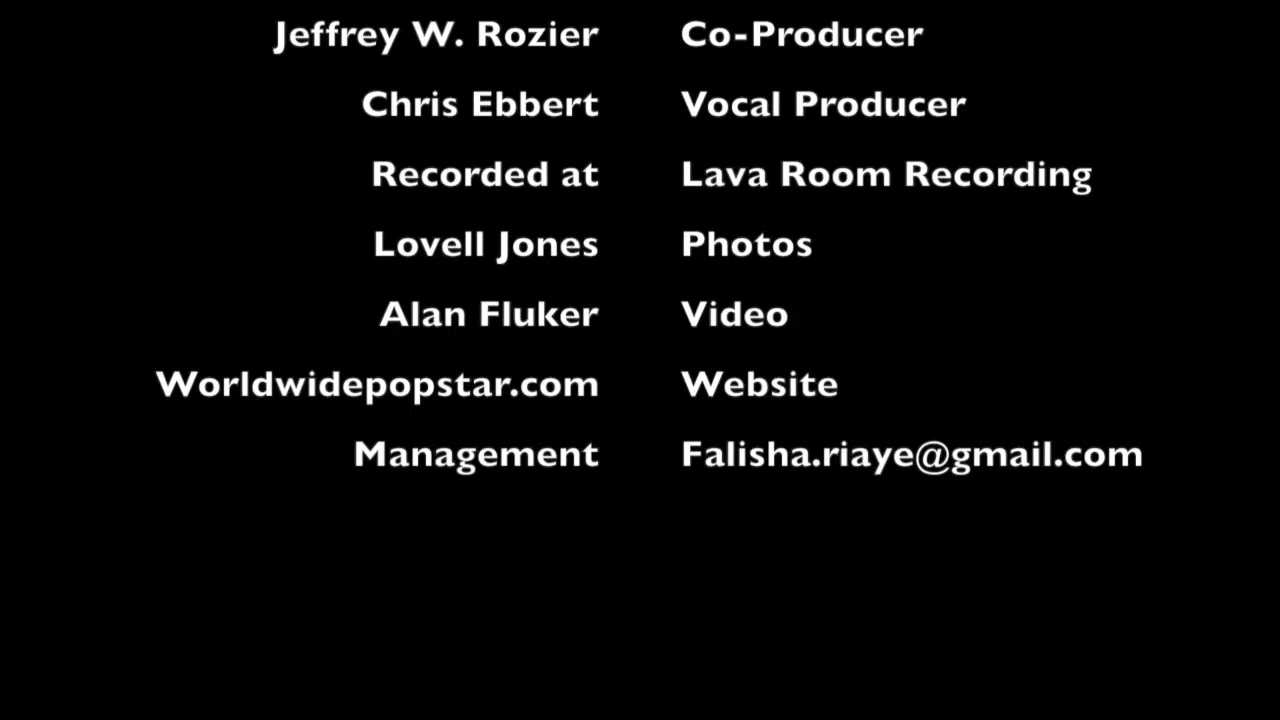 Jeffrey W. Rozier Co-Producer
Chris Ebbert Vocal Producer
Recorded at Lava Room Recording
Lovell Jones Photos
Alan Fluker Video
Worldwidepopstar.com Website
Management Falisha.riaye@gmail.com